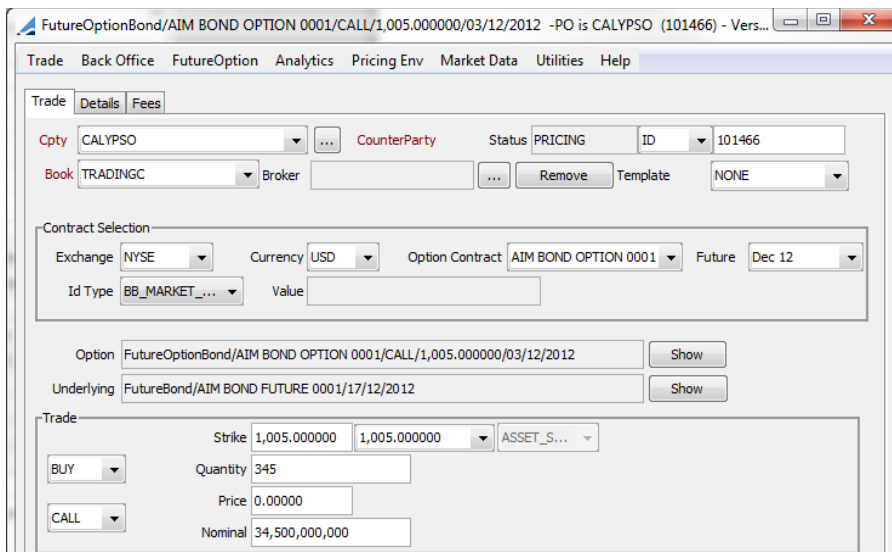 FutureOptionBond/AIM BOND OPTION 0001/CALL/1,005.000000/03/12/2012 -PO is CALYPSO (101466) - Vers...
Trade Back Office FutureOption Analytics Pricing Env Market Data Utilities Help
Trade Details Fees
Cpty CALYPSO ... CounterParty Status PRICING ID 101466
Book TRADINGC Broker ... Remove Template NONE
Contract Selection
Exchange NYSE Currency USD Option Contract AIM BOND OPTION 0001 Future Dec 12
Id Type BB_MARKET_... Value
Option FutureOptionBond/AIM BOND OPTION 0001/CALL/1,005.000000/03/12/2012 Show
Underlying FutureBond/AIM BOND FUTURE 0001/17/12/2012 Show
Trade
Strike 1,005.000000 1,005.000000 ASSET_S...
BUY Quantity 345
Price 0.00000
CALL
Nominal 34,500,000,000